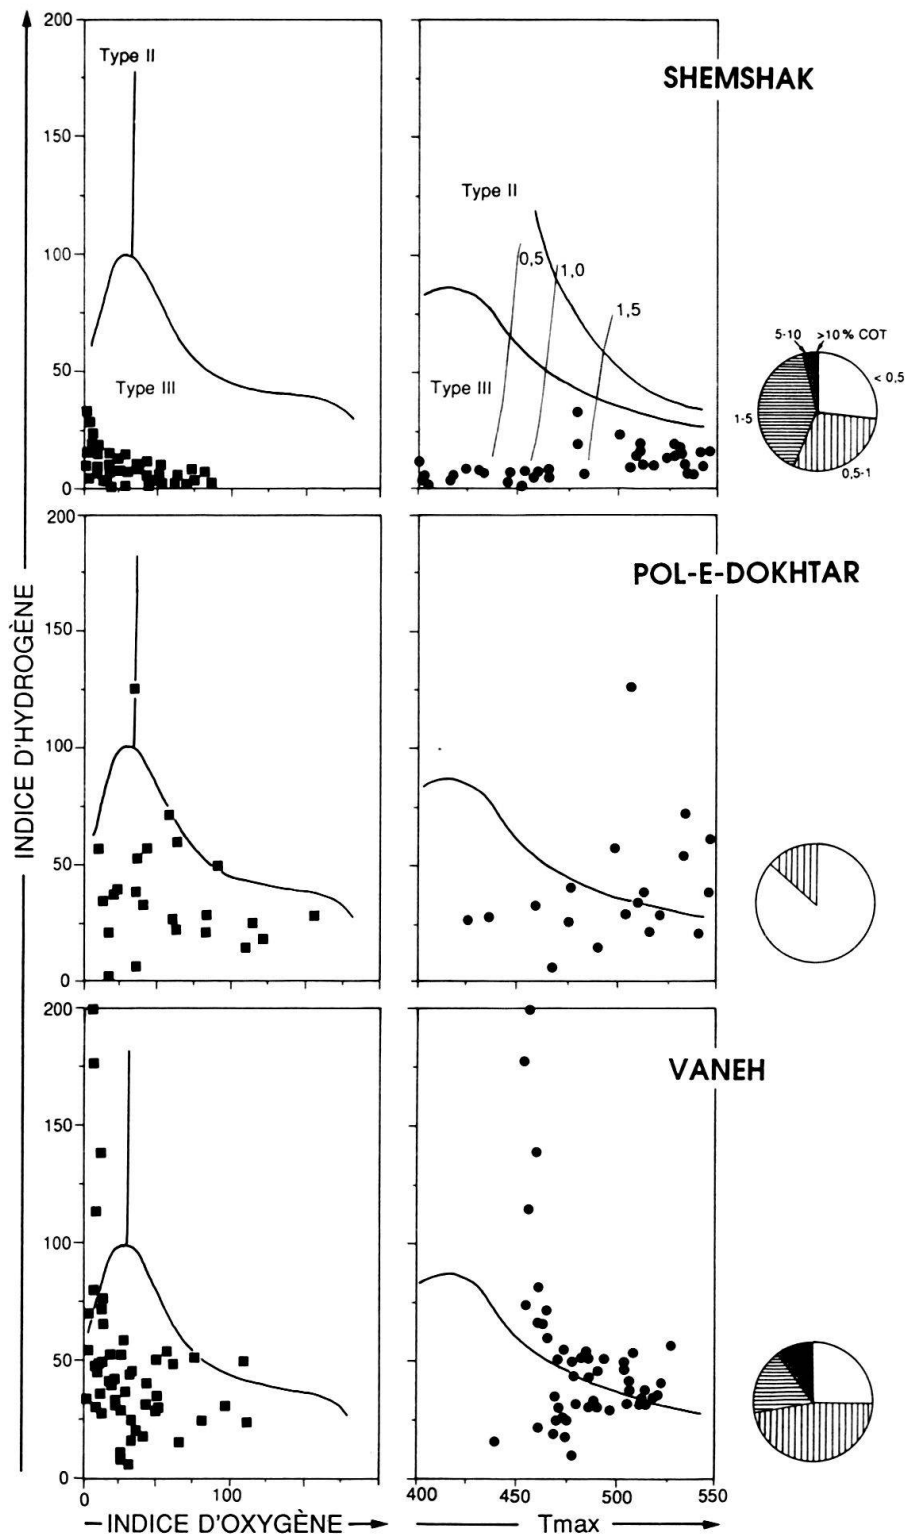 200
150
100
50
0
Type II
Type III
Type II
0,5
1,0
1,5
Type III
SHEMSHAK
5-10
>10 % COT
< 0,5
1-5
0,5-1
INDICE D'HYDROGÈNE
200
150
100
50
0
POL-E-DOKHTAR
200
150
100
50
0
VANEH
0
100
400
450
500
550
INDICE D'OXYGÈNE
Tmax